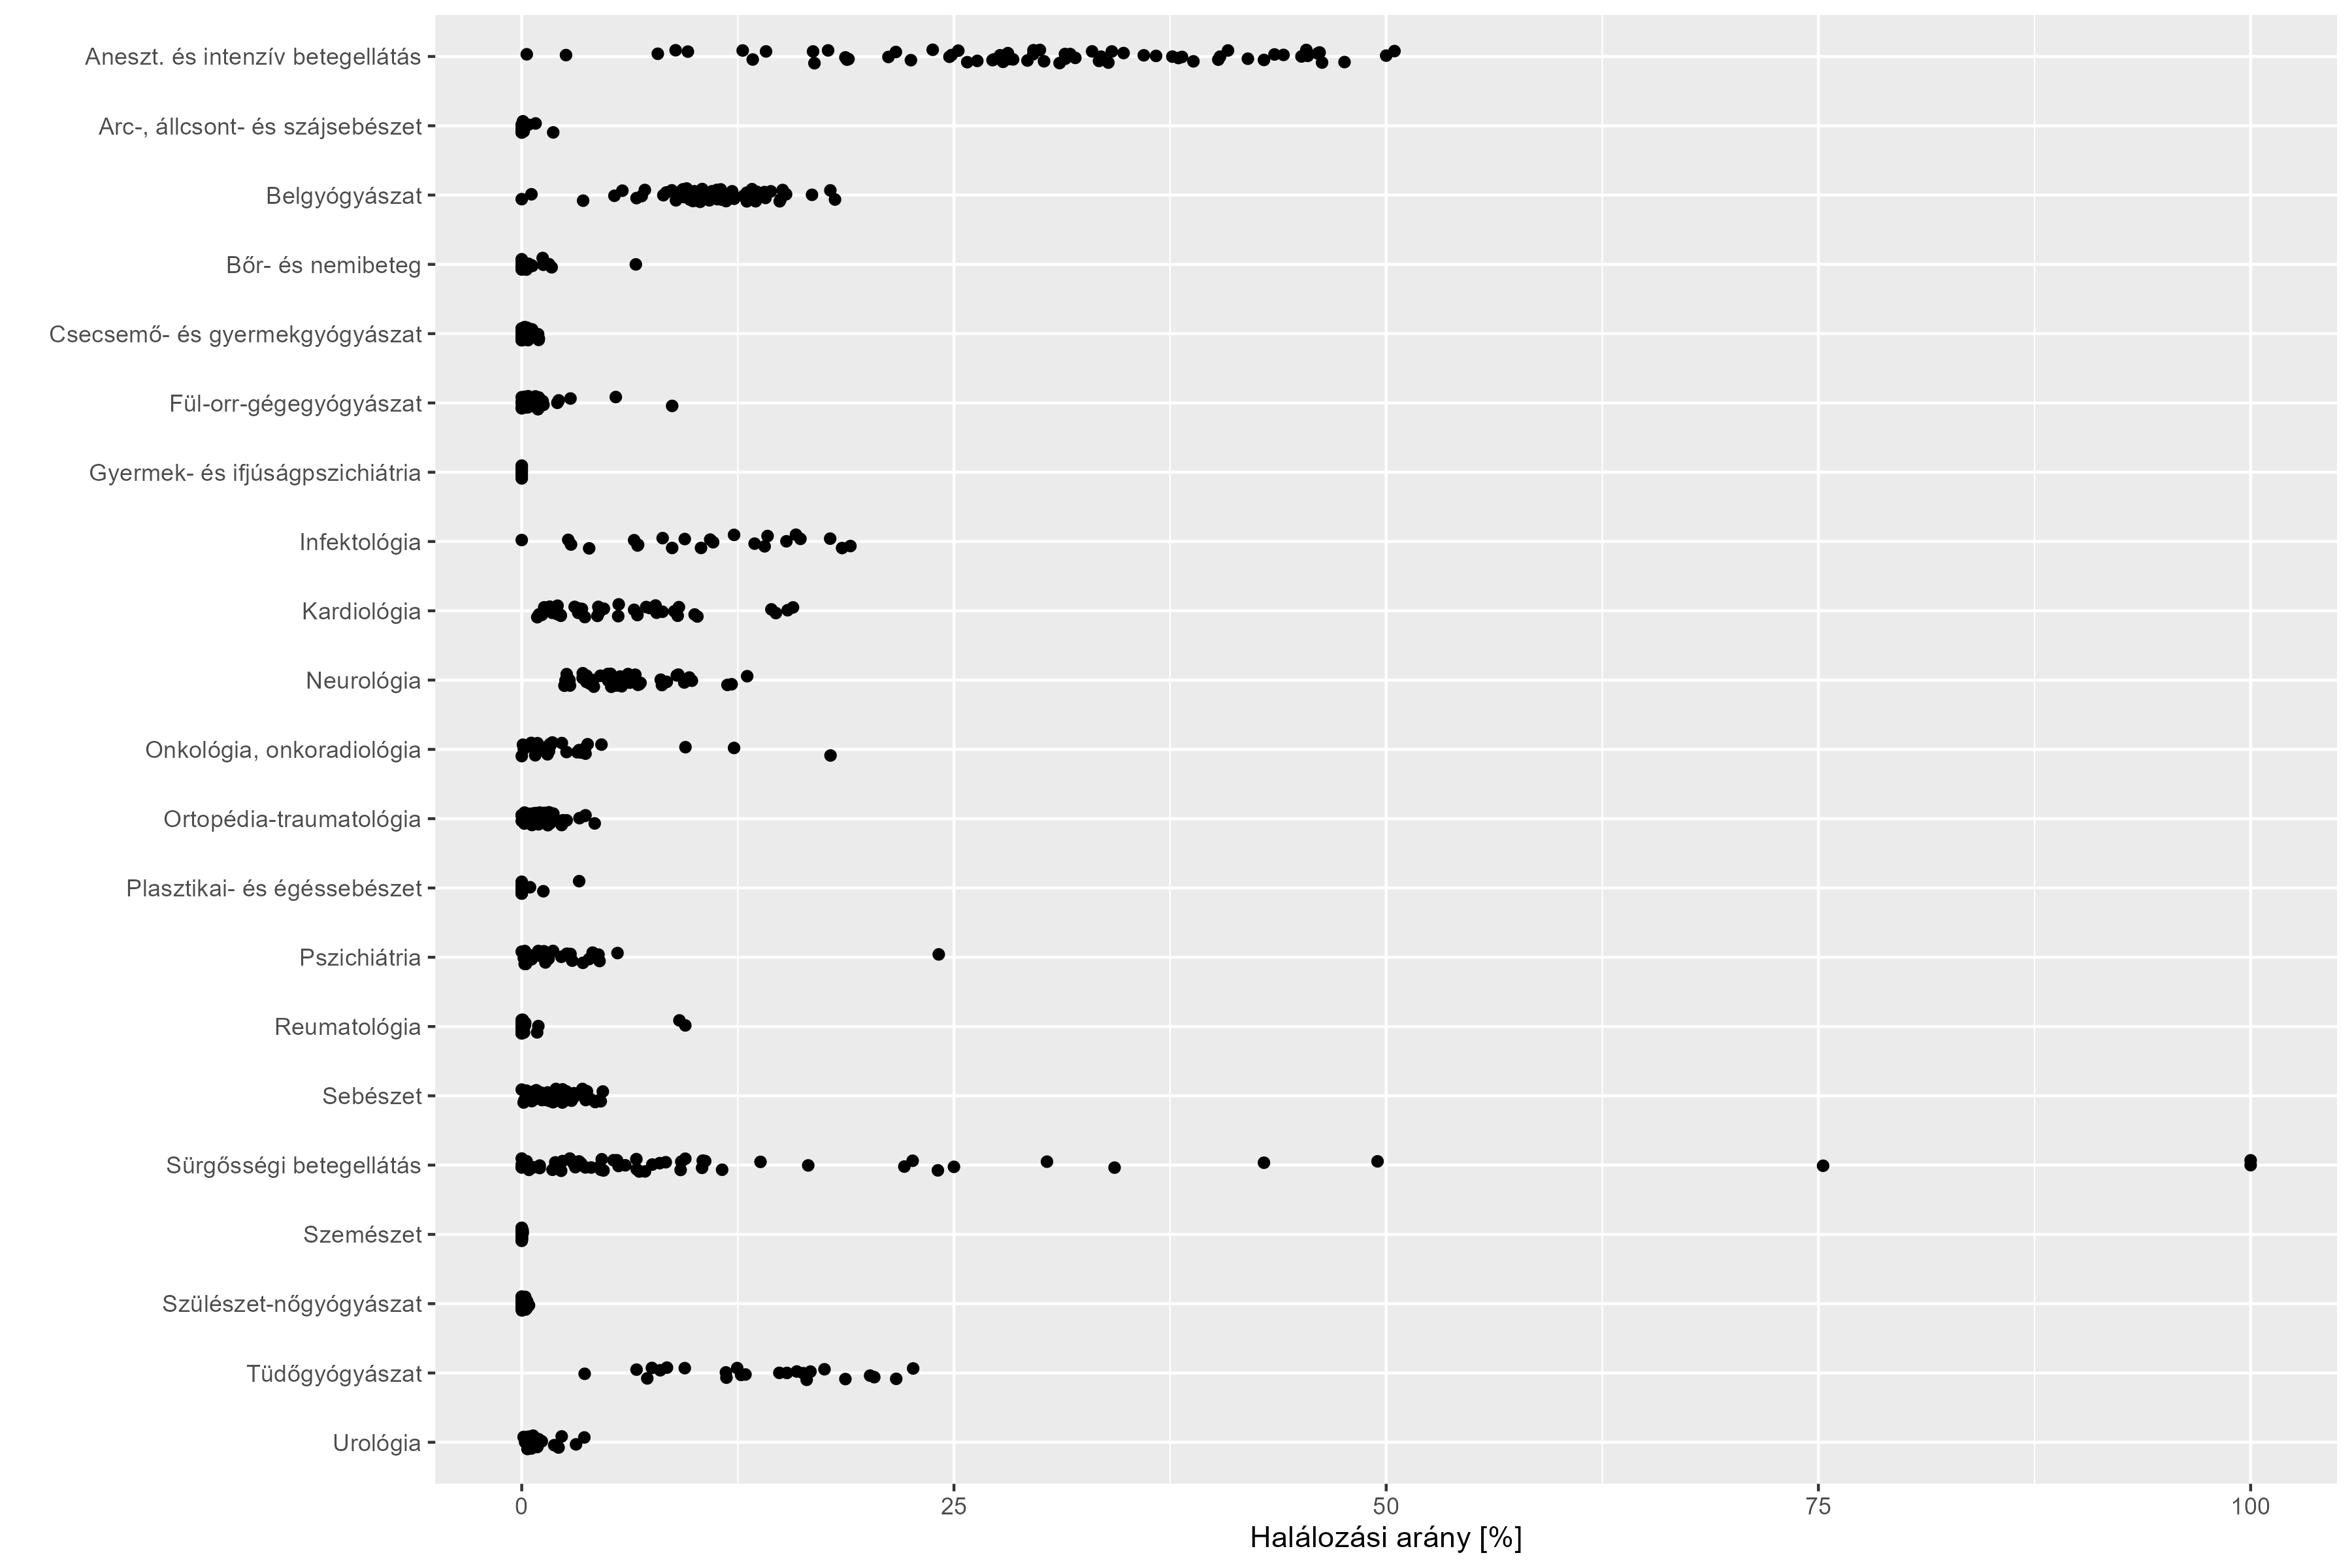 Aneszt. és intenzív betegellátás
Arc-, állcsont- és szájsebészet
Belgyógyászat
Bőr- és nemibeteg
Csecsemő- és gyermekgyógyászat
Fül-orr-gégegyógyászat
Gyermek- és ifjúságpszichiátria
Infektológia
Kardiológia
Neurológia
Onkológia, onkoradiológia
Ortopédia-traumatológia
Plasztikai- és égéssebészet
Pszichiátria
Reumatológia
Sebészet
Sürgősségi betegellátás
Szemészet
Szülészet-nőgyógyászat
Tüdőgyógyászat
Urológia
0 25 50 75 100
Halálozási arány [%]